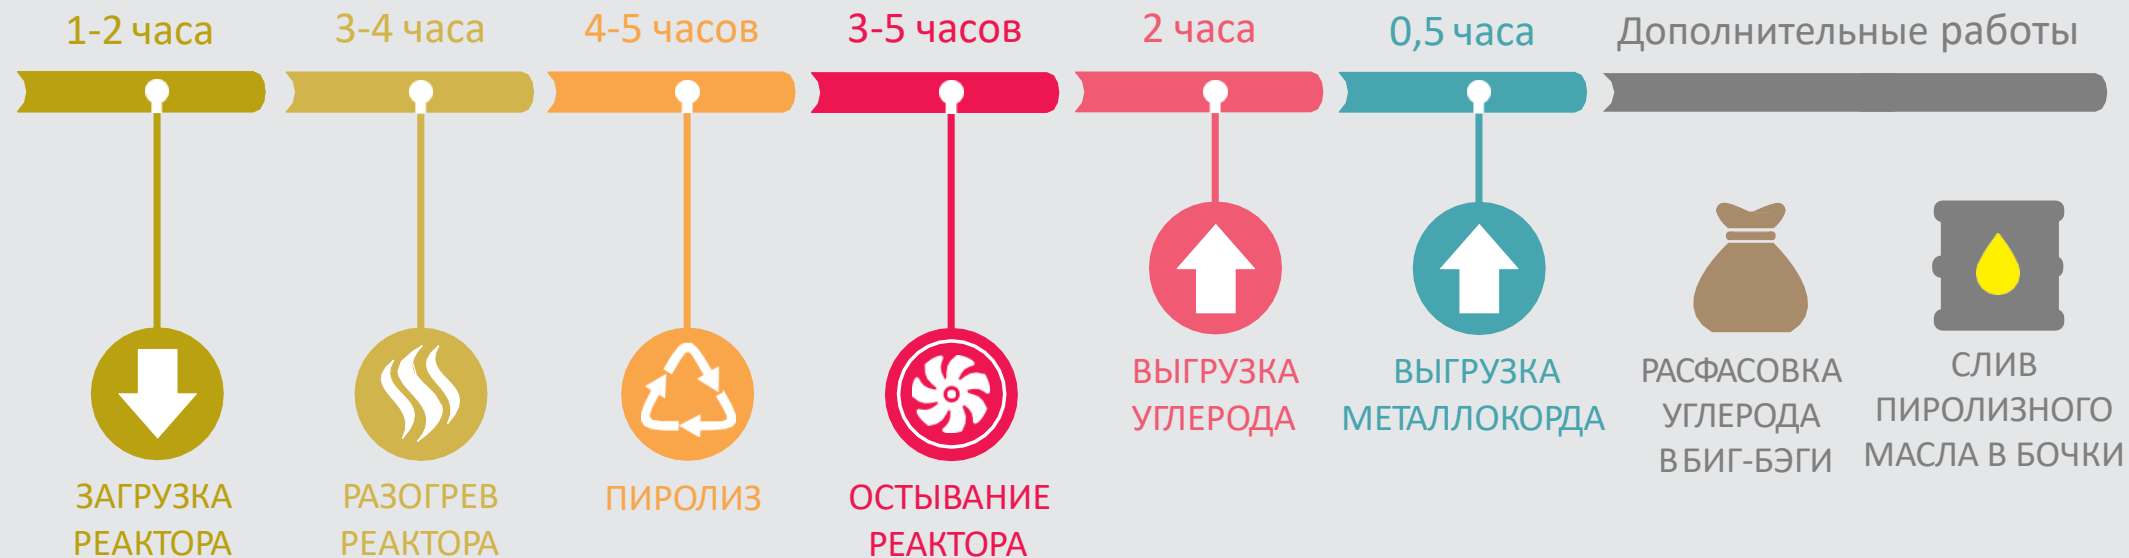 1-2 часа
3-4 часа
4-5 часов
3-5 часов
2 часа
0,5 часа
Дополнительные работы
ЗАГРУЗКА
РЕАКТОРА
РАЗОГРЕВ
РЕАКТОРА
ПИРОЛИЗ
ОСТЫВАНИЕ
РЕАКТОРА
ВЫГРУЗКА
УГЛЕРОДА
ВЫГРУЗКА
МЕТАЛЛОКОРДА
РАСФАСОВКА
УГЛЕРОДА
В БИГ-БЭГИ
СЛИВ
ПИРОЛИЗНОГО
МАСЛА В БОЧКИ